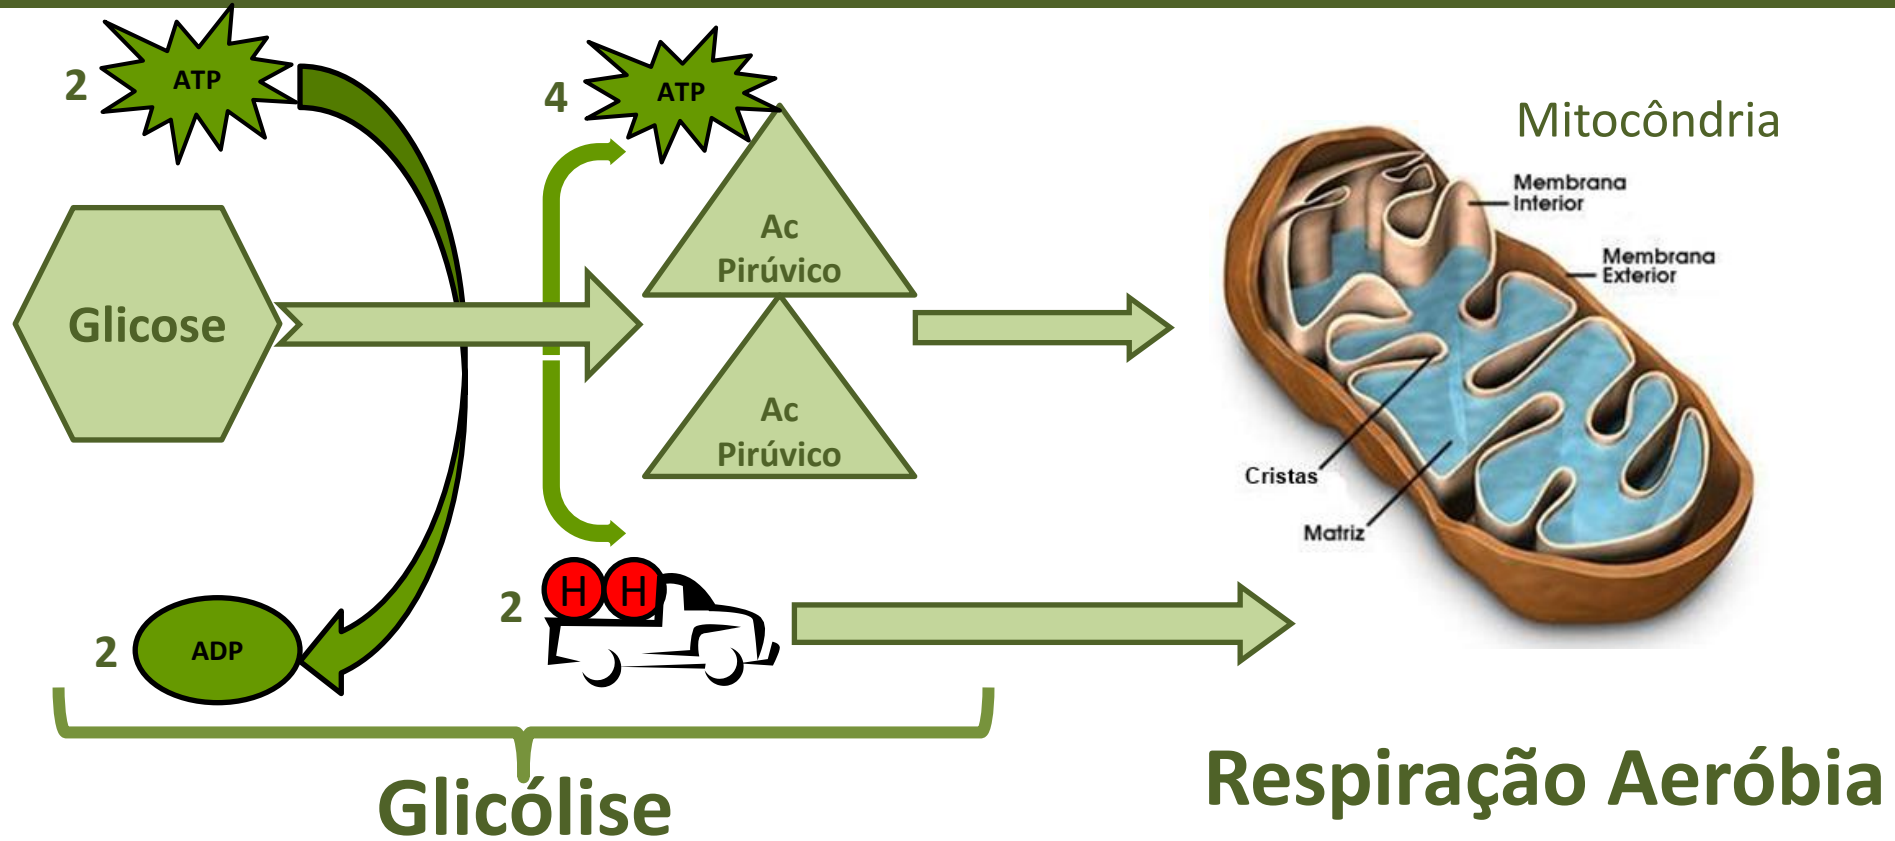 2
ATP
4
ATP
Glicose
Ac
Pirúvico
Ac
Pirúvico
2
H H
2
ADP
Glicólise
Mitocôndria
Membrana
Interior
Membrana
Exterior
Cristas
Matriz
Respiração Aeróbia